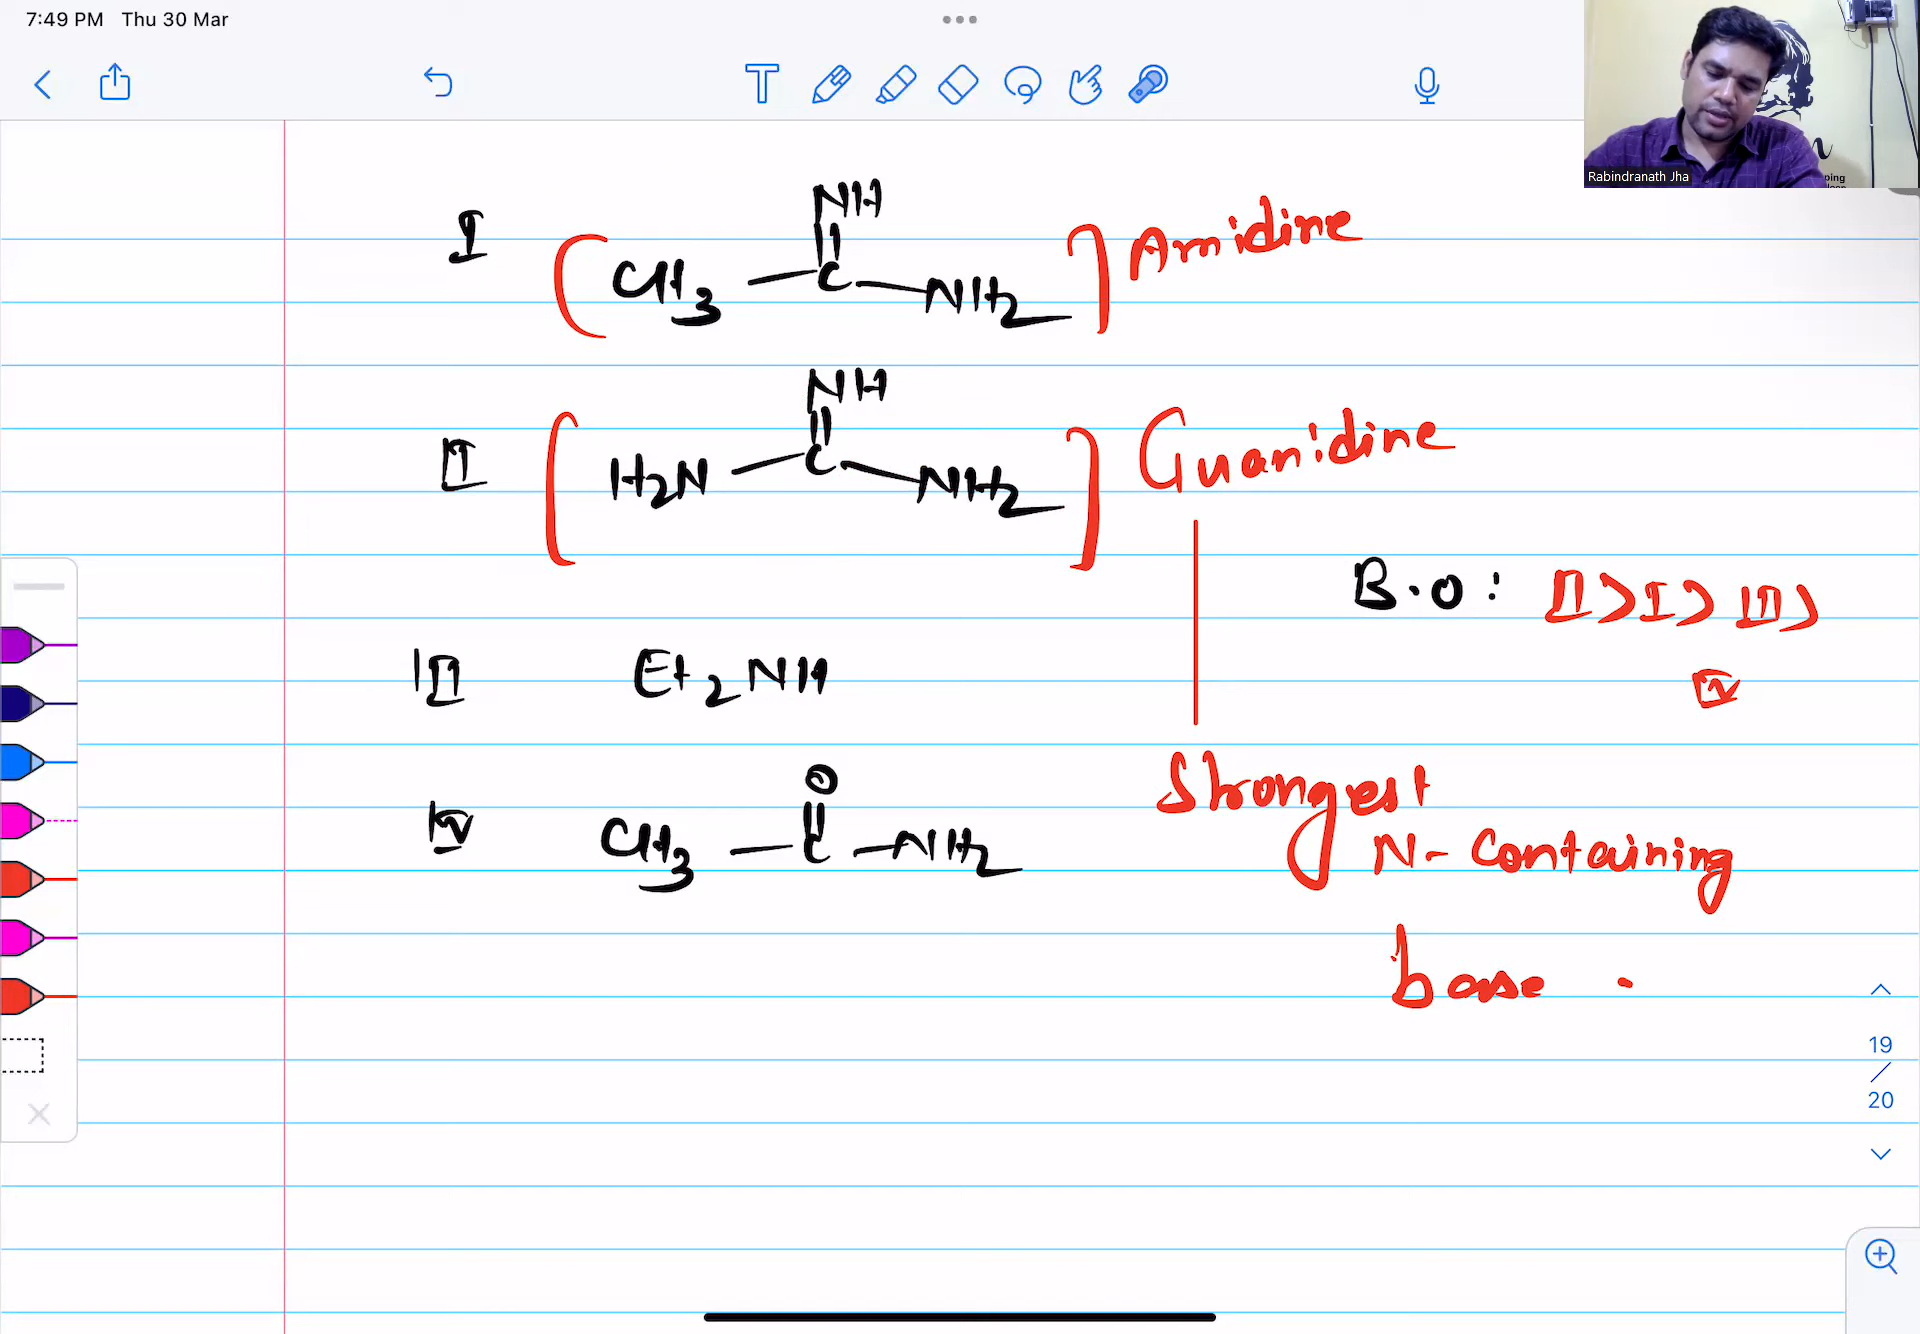 7:49 PM Thu 30 Mar
Rabindranath Jha
ping
I CH3 — C(=NH) — NH2 Amidine
II H2N — C(=NH) — NH2 Guanidine
B.O: II > I > III >
IV
III Et2NH
IV CH3 — C(=O) — NH2
Strongest
N- Containing
base .
19
/
20